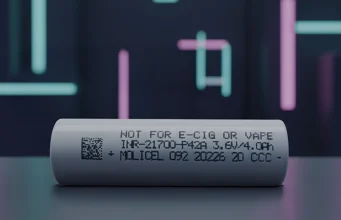 NOT FOR E-CIG OR VAPE
+ INR-21700-P42A 3.6V/4.0Ah
MOLICEL 092 20226 20 CCC -